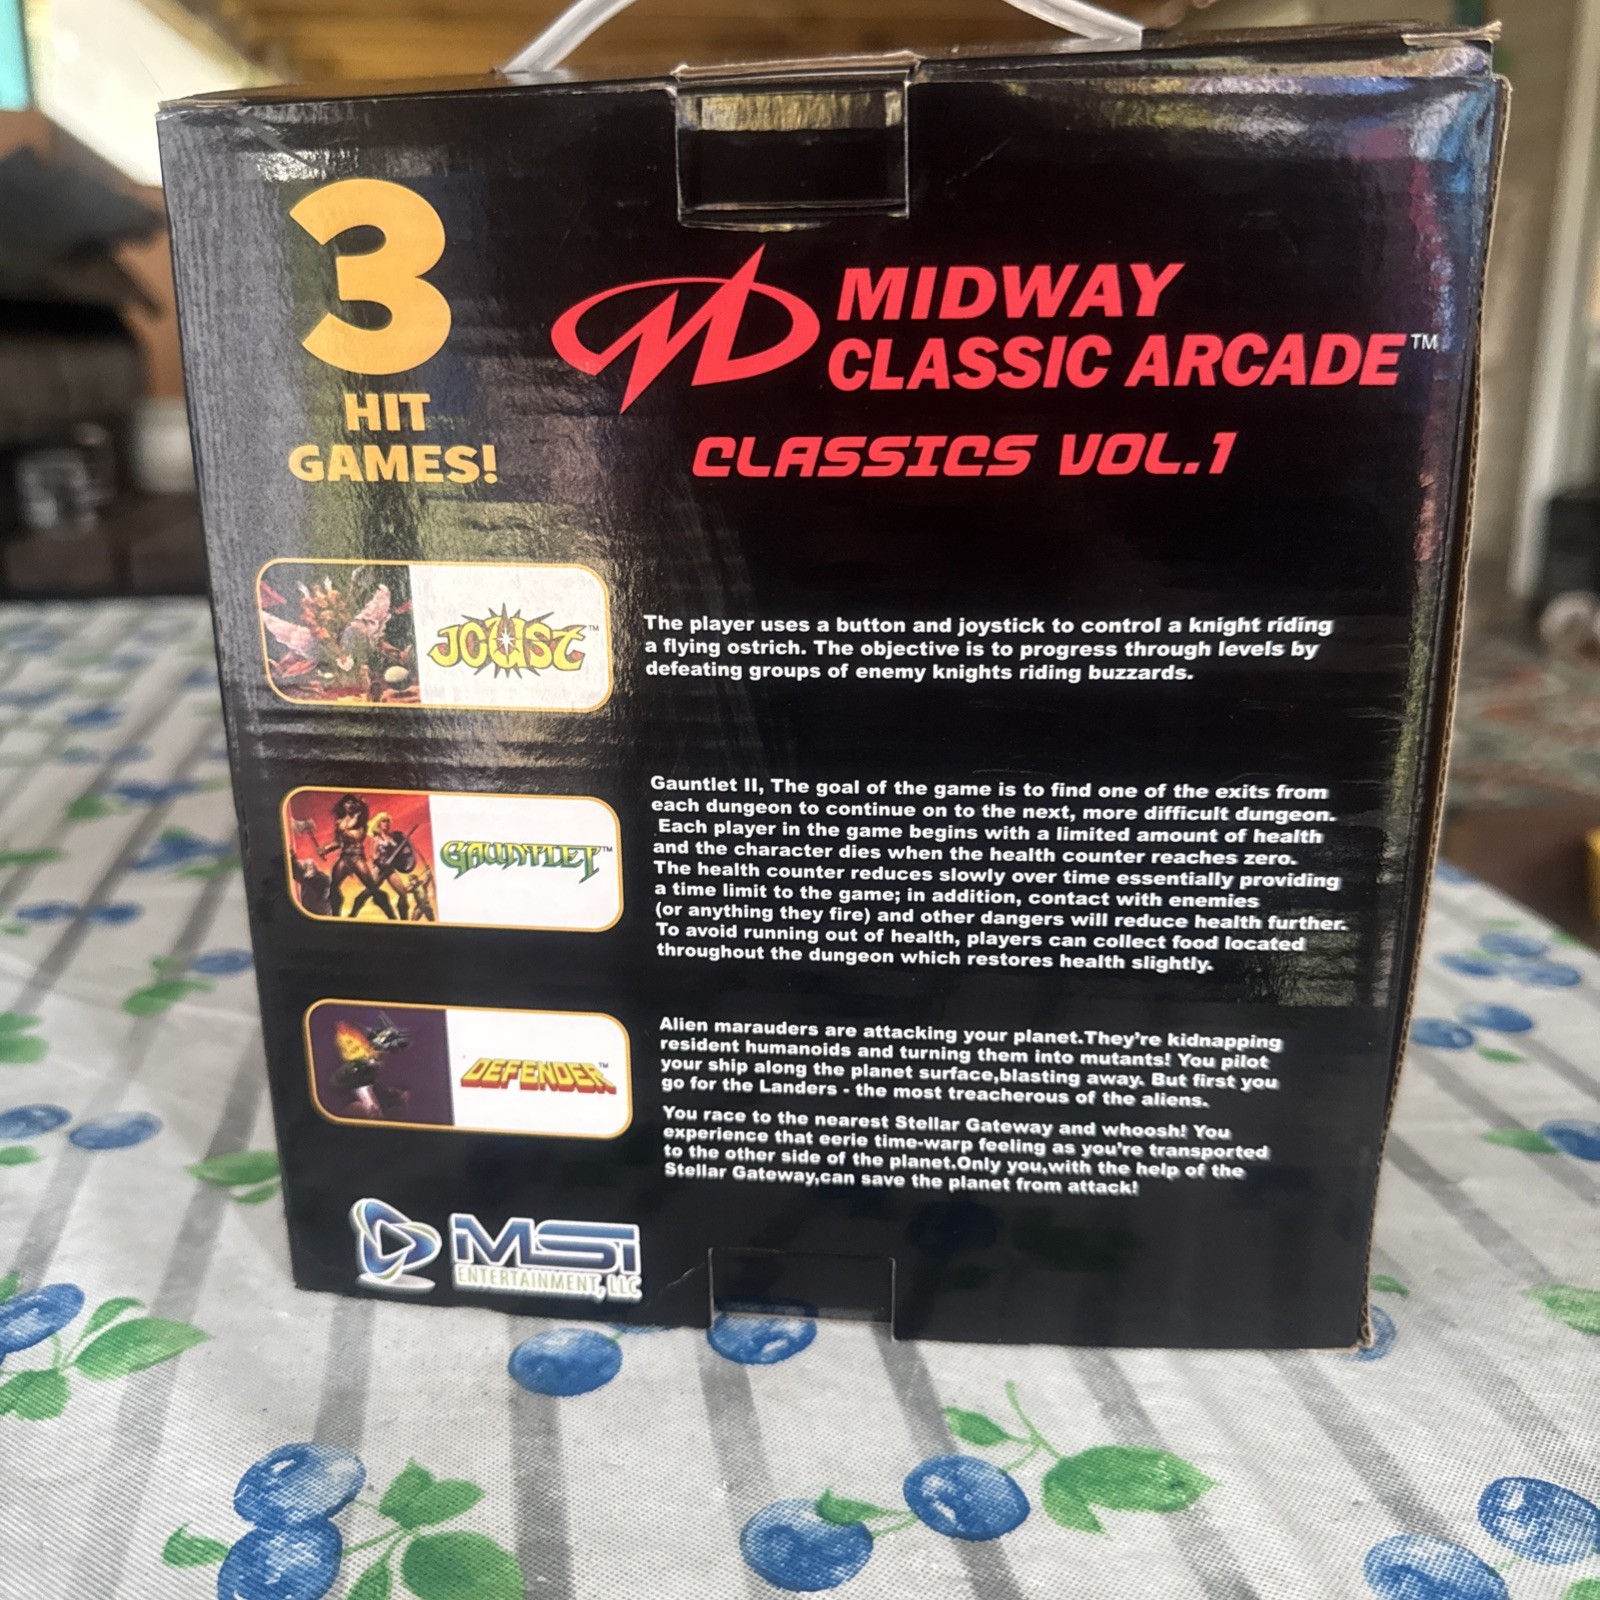 3
HIT
GAMES!
MIDWAY
CLASSIC ARCADE™
CLASSICS VOL.1
JOUST™
The player uses a button and joystick to control a knight riding
a flying ostrich. The objective is to progress through levels by
defeating groups of enemy knights riding buzzards.
GAUNTLET™
Gauntlet II, The goal of the game is to find one of the exits from
each dungeon to continue on to the next, more difficult dungeon.
Each player in the game begins with a limited amount of health
and the character dies when the health counter reaches zero.
The health counter reduces slowly over time essentially providing
a time limit to the game; in addition, contact with enemies
(or anything they fire) and other dangers will reduce health further.
To avoid running out of health, players can collect food located
throughout the dungeon which restores health slightly.
DEFENDER™
Alien marauders are attacking your planet.They're kidnapping
resident humanoids and turning them into mutants! You pilot
your ship along the planet surface,blasting away. But first you
go for the Landers - the most treacherous of the aliens.
You race to the nearest Stellar Gateway and whoosh! You
experience that eerie time-warp feeling as you're transported
to the other side of the planet.Only you,with the help of the
Stellar Gateway,can save the planet from attack!
MSi
ENTERTAINMENT, LLC